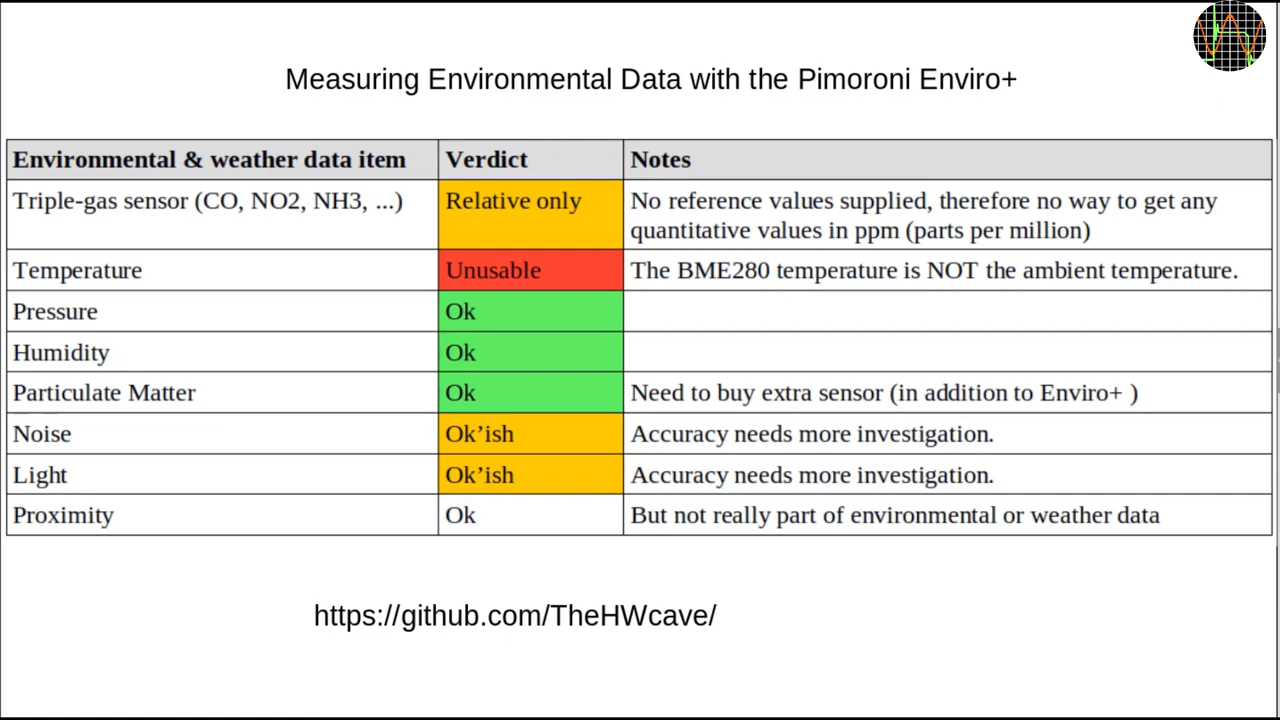 Measuring Environmental Data with the Pimoroni Enviro+
Environmental & weather data item Verdict Notes
Triple-gas sensor (CO, NO2, NH3, ...) Relative only No reference values supplied, therefore no way to get any
quantitative values in ppm (parts per million)
Temperature Unusable The BME280 temperature is NOT the ambient temperature.
Pressure Ok
Humidity Ok
Particulate Matter Ok Need to buy extra sensor (in addition to Enviro+ )
Noise Ok’ish Accuracy needs more investigation.
Light Ok’ish Accuracy needs more investigation.
Proximity Ok But not really part of environmental or weather data
https://github.com/TheHWcave/